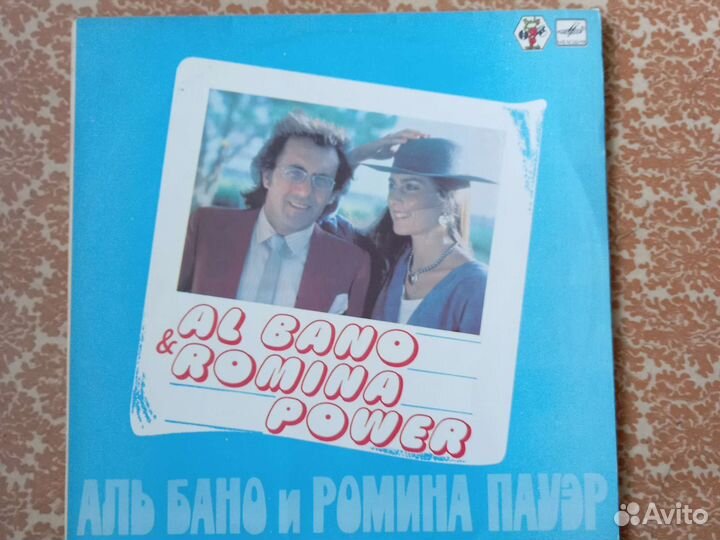 AL BANO
& ROMINA
POWER
АЛЬ БАНО и РОМИНА ПАУЭР
Avito